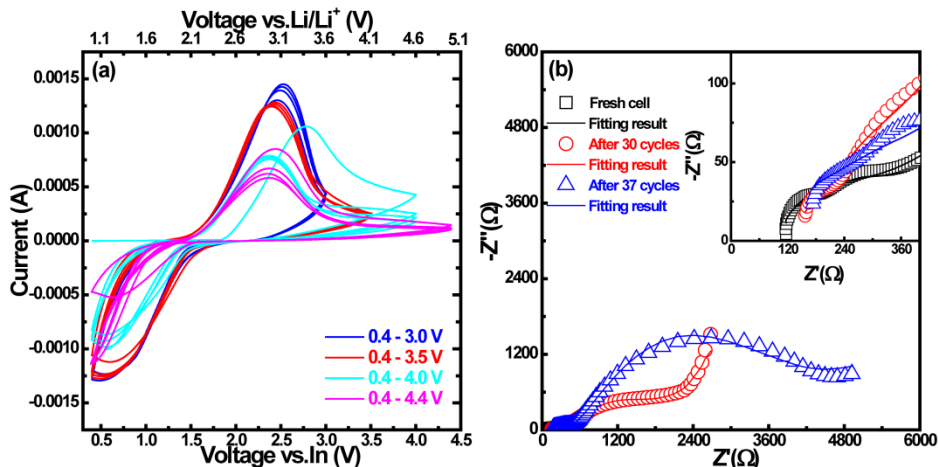 Voltage vs.Li/Li+ (V)
1.1 1.6 2.1 2.6 3.1 3.6 4.1 4.6 5.1
(a)
0.0015
0.0010
0.0005
0.0000
-0.0005
-0.0010
-0.0015
Current (A)
0.4 - 3.0 V
0.4 - 3.5 V
0.4 - 4.0 V
0.4 - 4.4 V
0.5 1.0 1.5 2.0 2.5 3.0 3.5 4.0 4.5
Voltage vs.In (V)
(b)
6000
4800
3600
2400
1200
0
-Z''(Ω)
Fresh cell
Fitting result
After 30 cycles
Fitting result
After 37 cycles
Fitting result
100
50
0
-Z''(Ω)
120 240 360
Z'(Ω)
0 1200 2400 3600 4800 6000
Z'(Ω)